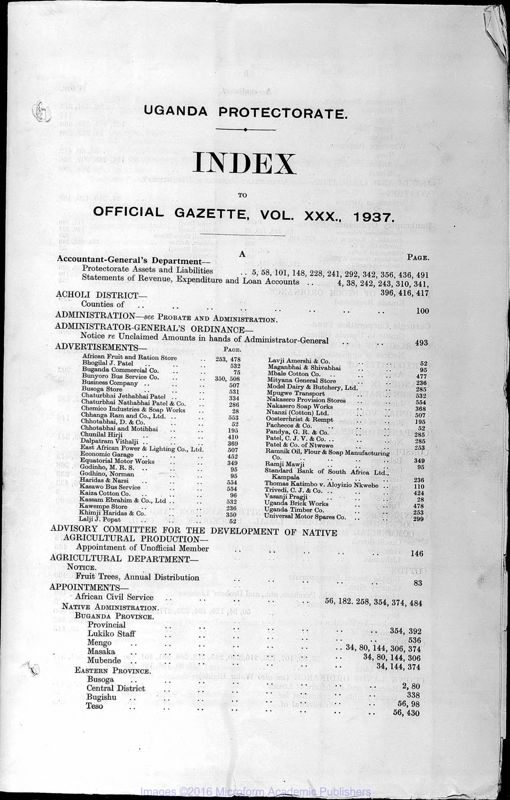 UGANDA PROTECTORATE.
INDEX
TO
OFFICIAL GAZETTE, VOL. XXX., 1937.
A
PAGE.
Accountant-General's Department—
Protectorate Assets and Liabilities .. 5, 58, 101, 148, 228, 241, 292, 342, 356, 436, 491
Statements of Revenue, Expenditure and Loan Accounts .. 4, 38, 242, 243, 310, 341,
396, 416, 417
ACHOLI DISTRICT—
Counties of .. 100
ADMINISTRATION—see PROBATE AND ADMINISTRATION.
ADMINISTRATOR-GENERAL'S ORDINANCE—
Notice re Unclaimed Amounts in hands of Administrator-General .. 493
ADVERTISEMENTS—
PAGE.
African Fruit and Ration Store 253, 478
Bhogilal J. Patel 532
Buganda Commercial Co. 75
Bunyoro Bus Service Co. 350, 508
Business Company 507
Busoga Store 531
Chaturbhai Jethabhai Patel 334
Chaturbhai Nathabhai Patel & Co. 286
Chemico Industries & Soap Works 28
Chhanga Ram and Co., Ltd. 553
Chhotabhai, D. & Co. 52
Chhotabhai and Motibhai 195
Chunilal Hirji 410
Dalpatram Vithalji 369
East African Power & Lighting Co., Ltd. 507
Economic Garage 452
Equatorial Motor Works 349
Godinho, M. R. S. 95
Godhino, Norman 95
Haridas & Narsi 554
Kasawo Bus Service 554
Kaiza Cotton Co. 96
Kassam Ebrahim & Co., Ltd 532
Kawempe Store 236
Khimji Haridas & Co. 350
Lalji J. Popat 52
Lavji Amershi & Co. 52
Maganbhai & Shivabhai 95
Mbale Cotton Co. 477
Mityana General Store 236
Model Dairy & Butchery, Ltd. 285
Mpugwe Transport 532
Nakasero Provision Stores 554
Nakasero Soap Works 368
Ntanzi (Cotton) Ltd. 507
Oosterchrist & Rempt 195
Pachecos & Co. 52
Pandya, G. R. & Co. 285
Patel, C. J. V. & Co. 285
Patel & Co. of Ntwewo 253
Ramnik Oil, Flour & Soap Manufacturing
Co. 349
Ramji Mawji 95
Standard Bank of South Africa Ltd.,
Kampala 236
Thomas Katimbo v. Aloyizio Nkwebo 110
Trivedi, C. J. & Co. 424
Vasanji Pragji 28
Uganda Brick Works 478
Uganda Timber Co. 253
Universal Motor Spares Co. 299
ADVISORY COMMITTEE FOR THE DEVELOPMENT OF NATIVE
AGRICULTURAL PRODUCTION—
Appointment of Unofficial Member .. 146
AGRICULTURAL DEPARTMENT—
NOTICE.
Fruit Trees, Annual Distribution .. 83
APPOINTMENTS—
African Civil Service .. 56, 182. 258, 354, 374, 484
NATIVE ADMINISTRATION.
BUGANDA PROVINCE.
Provincial .. 354, 392
Lukiko Staff .. 536
Mengo .. 34, 80, 144, 306, 374
Masaka .. 34, 80, 144, 306
Mubende .. 34, 144, 374
EASTERN PROVINCE.
Busoga .. 2, 80
Central District .. 338
Bugishu .. 56, 98
Teso .. 56, 430
Images ©2016 Microform Academic Publishers